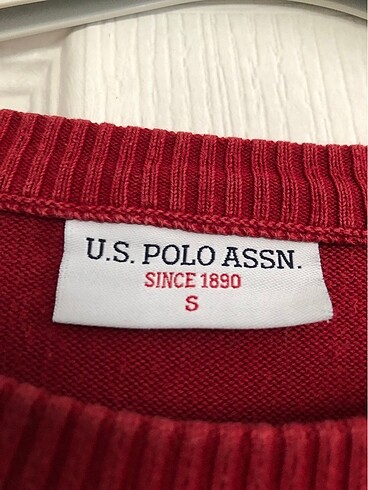 U.S. POLO ASSN.
SINCE 1890
S